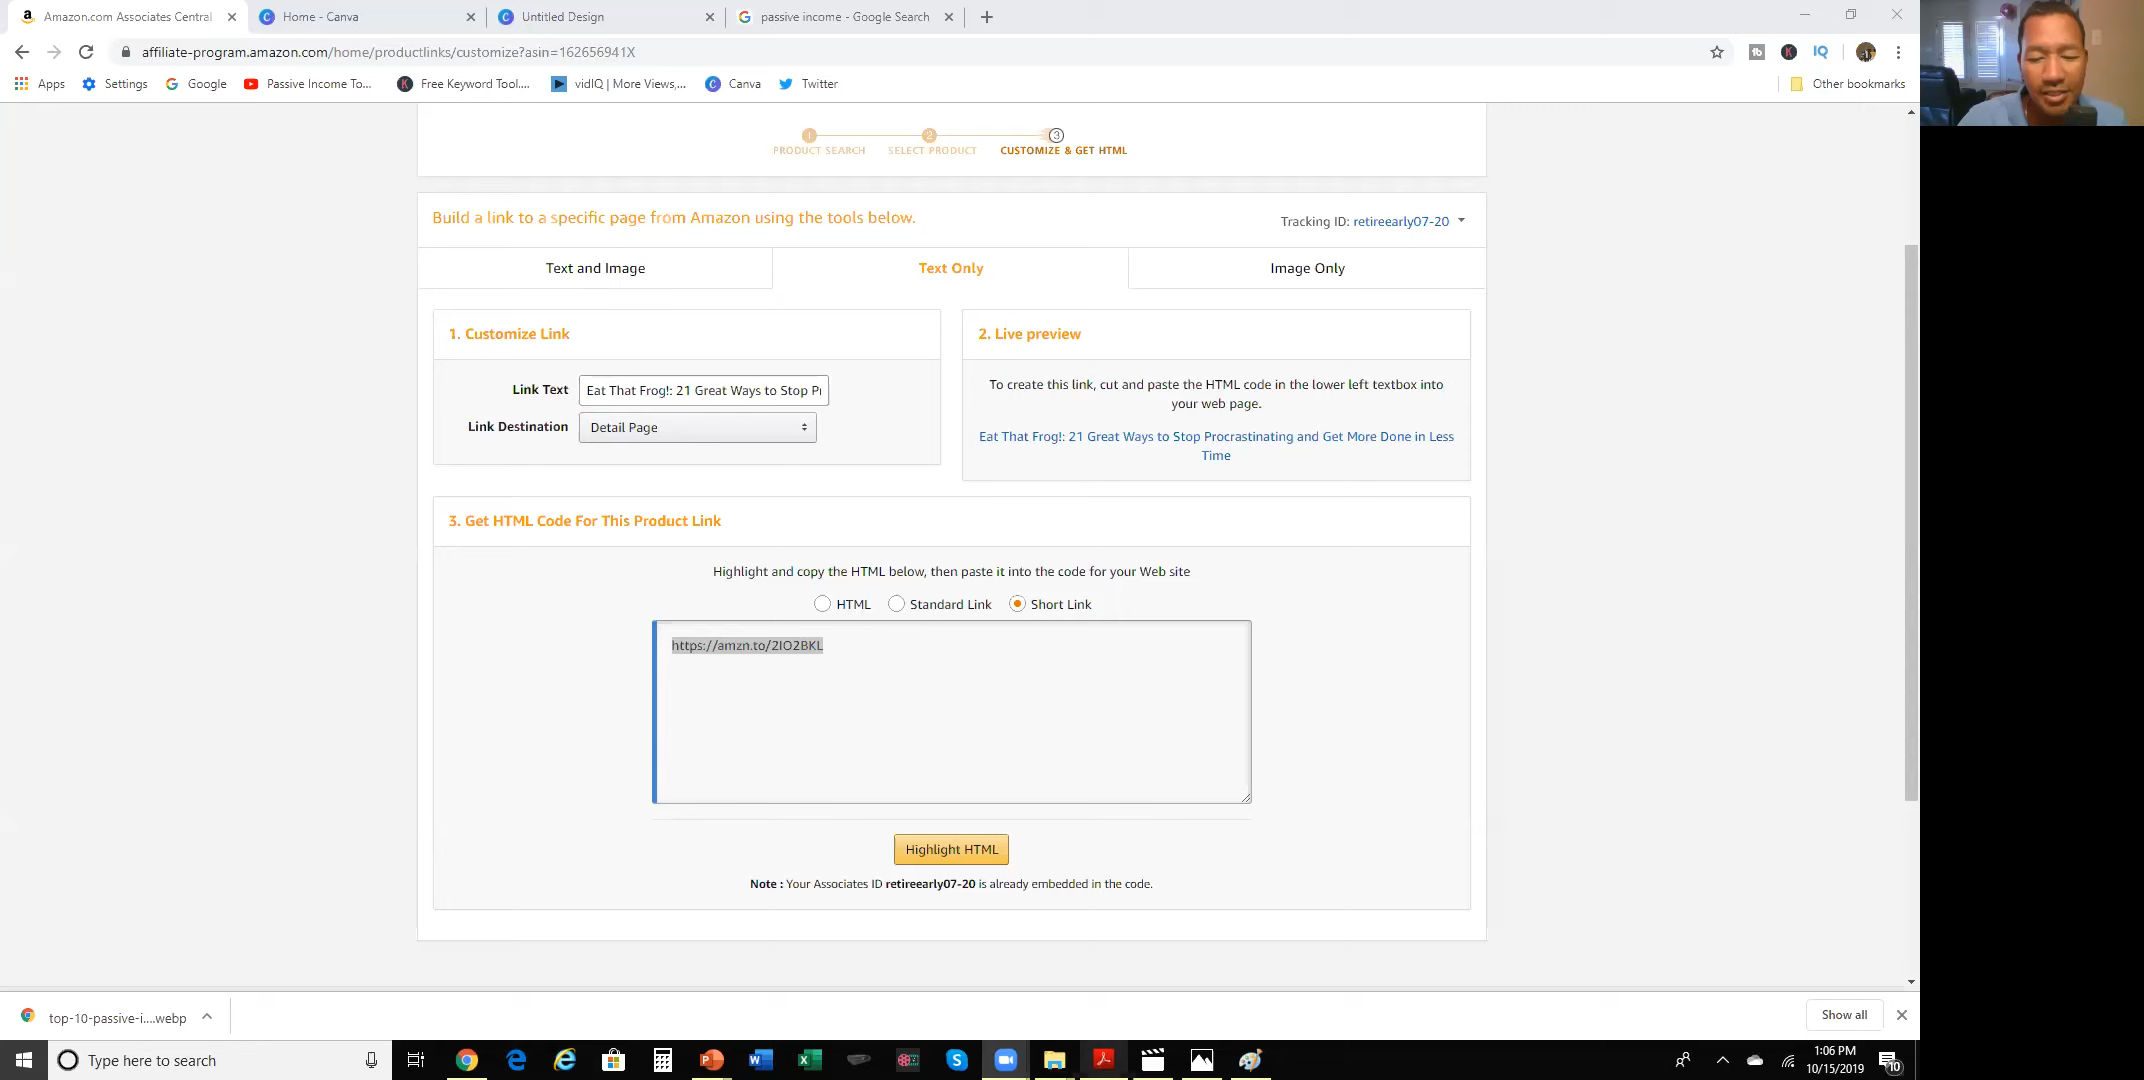 Amazon.com Associates Central
Home - Canva
Untitled Design
passive income - Google Search
affiliate-program.amazon.com/home/productlinks/customize?asin=162656941X
Apps
Settings
Google
Passive Income To...
Free Keyword Tool....
vidIQ | More Views,...
Canva
Twitter
Other bookmarks
1
2
3
PRODUCT SEARCH
SELECT PRODUCT
CUSTOMIZE & GET HTML
Build a link to a specific page from Amazon using the tools below.
Tracking ID: retireearly07-20
Text and Image
Text Only
Image Only
1. Customize Link
2. Live preview
Link Text
Eat That Frog!: 21 Great Ways to Stop Pr
Link Destination
Detail Page
To create this link, cut and paste the HTML code in the lower left textbox into
your web page.
Eat That Frog!: 21 Great Ways to Stop Procrastinating and Get More Done in Less
Time
3. Get HTML Code For This Product Link
Highlight and copy the HTML below, then paste it into the code for your Web site
HTML
Standard Link
Short Link
https://amzn.to/2IO2BKL
Highlight HTML
Note : Your Associates ID retireearly07-20 is already embedded in the code.
top-10-passive-i....webp
Show all
Type here to search
1:06 PM
10/15/2019
10